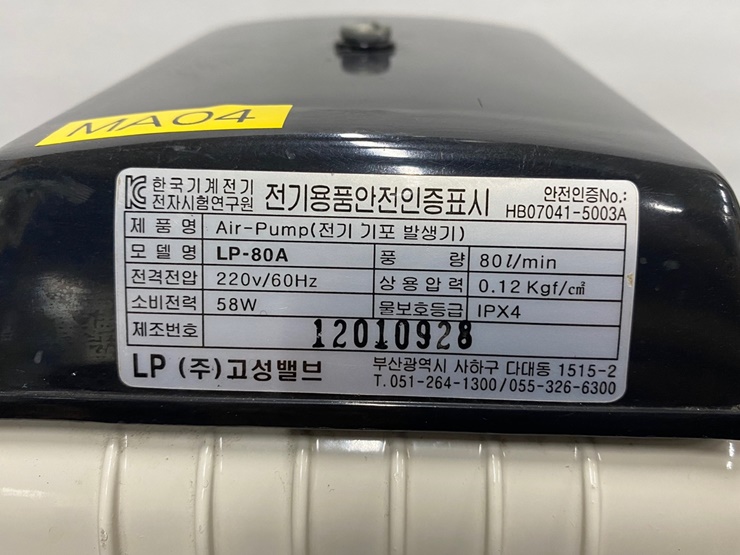 MA04
한국기계전기
전자시험연구원
전기용품안전인증표시
안전인증No.:
HB07041-5003A
제 품 명 Air-Pump(전기 기포 발생기)
모 델 명 LP-80A 풍 량 80l/min
정격전압 220v/60Hz 상 용 압 력 0.12 Kgf/㎠
소비전력 58W 물보호등급 IPX4
제조번호 12010928
LP (주)고성밸브
부산광역시 사하구 다대동 1515-2
T. 051-264-1300/055-326-6300